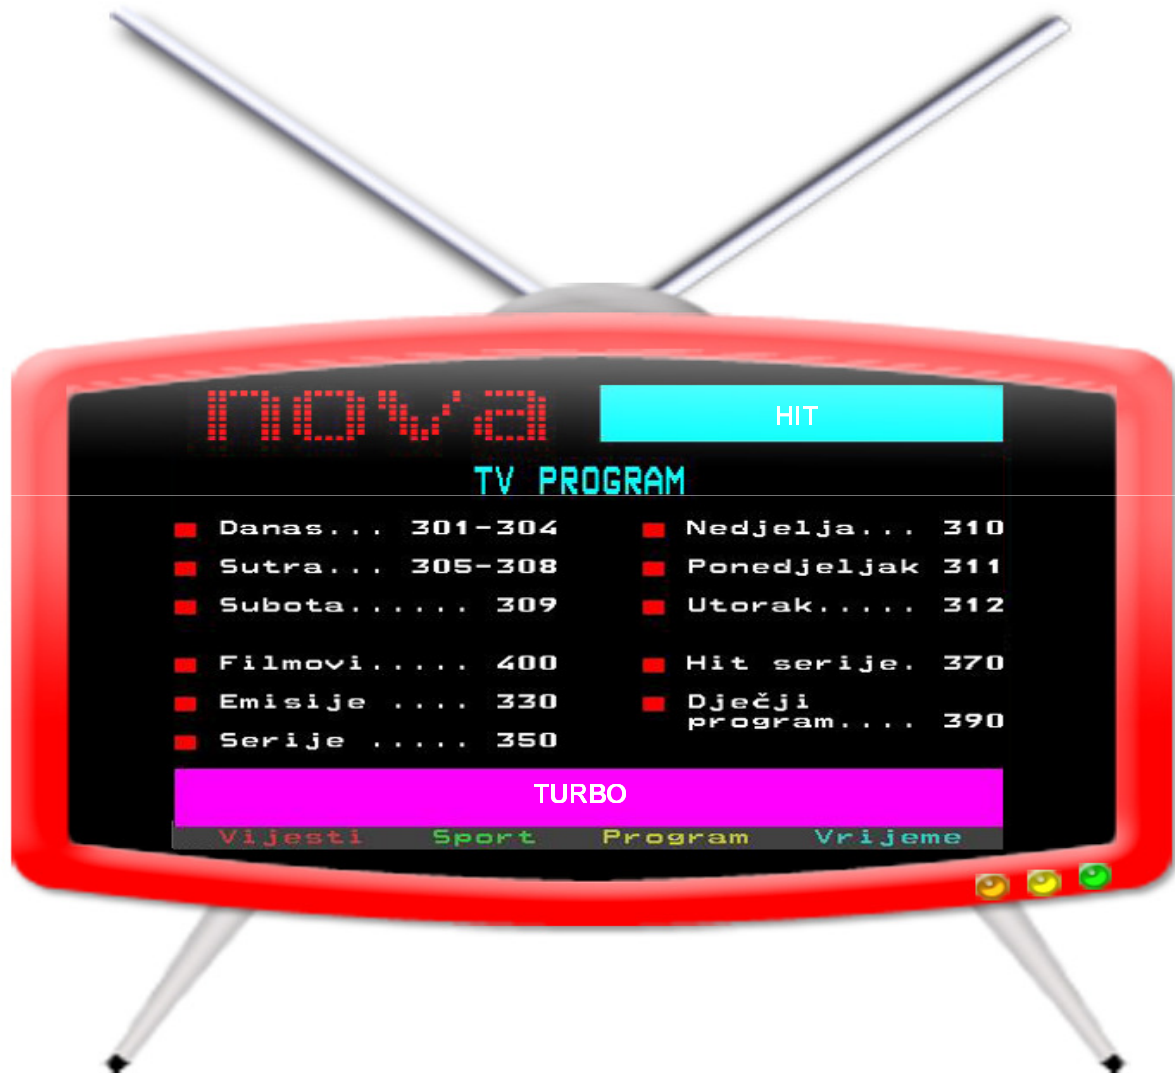 nova
HIT
TV PROGRAM
Danas... 301-304
Sutra... 305-308
Subota...... 309
Filmovi..... 400
Emisije .... 330
Serije ..... 350
Nedjelja... 310
Ponedjeljak 311
Utorak..... 312
Hit serije. 370
Dječji
program.... 390
TURBO
Vijesti Sport Program Vrijeme